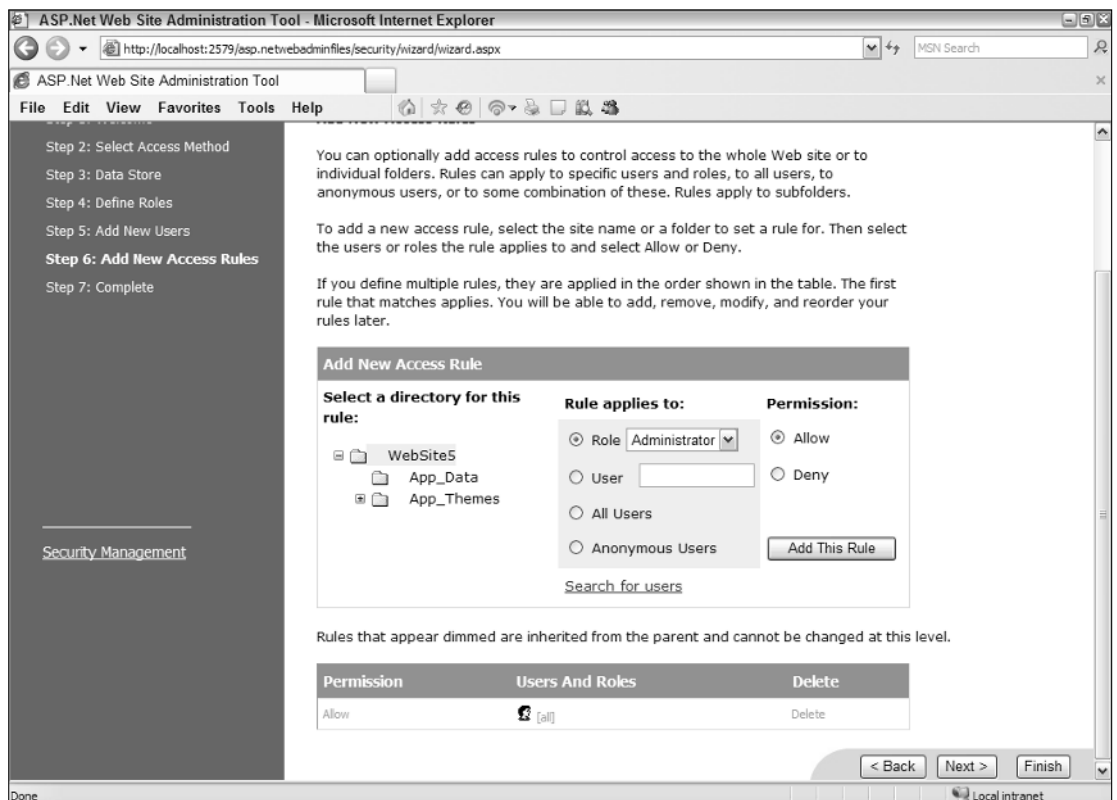 ASP.Net Web Site Administration Tool - Microsoft Internet Explorer
http://localhost:2579/asp.netwebadminfiles/security/wizard/wizard.aspx
MSN Search
ASP.Net Web Site Administration Tool
File Edit View Favorites Tools Help
Step 2: Select Access Method
Step 3: Data Store
Step 4: Define Roles
Step 5: Add New Users
Step 6: Add New Access Rules
Step 7: Complete
Security Management
You can optionally add access rules to control access to the whole Web site or to
individual folders. Rules can apply to specific users and roles, to all users, to
anonymous users, or to some combination of these. Rules apply to subfolders.
To add a new access rule, select the site name or a folder to set a rule for. Then select
the users or roles the rule applies to and select Allow or Deny.
If you define multiple rules, they are applied in the order shown in the table. The first
rule that matches applies. You will be able to add, remove, modify, and reorder your
rules later.
Add New Access Rule
Select a directory for this
rule:
WebSite5
App_Data
App_Themes
Rule applies to:
Role Administrator
User
All Users
Anonymous Users
Search for users
Permission:
Allow
Deny
Add This Rule
Rules that appear dimmed are inherited from the parent and cannot be changed at this level.
Permission Users And Roles Delete
Allow [all] Delete
< Back Next > Finish
Done Local intranet